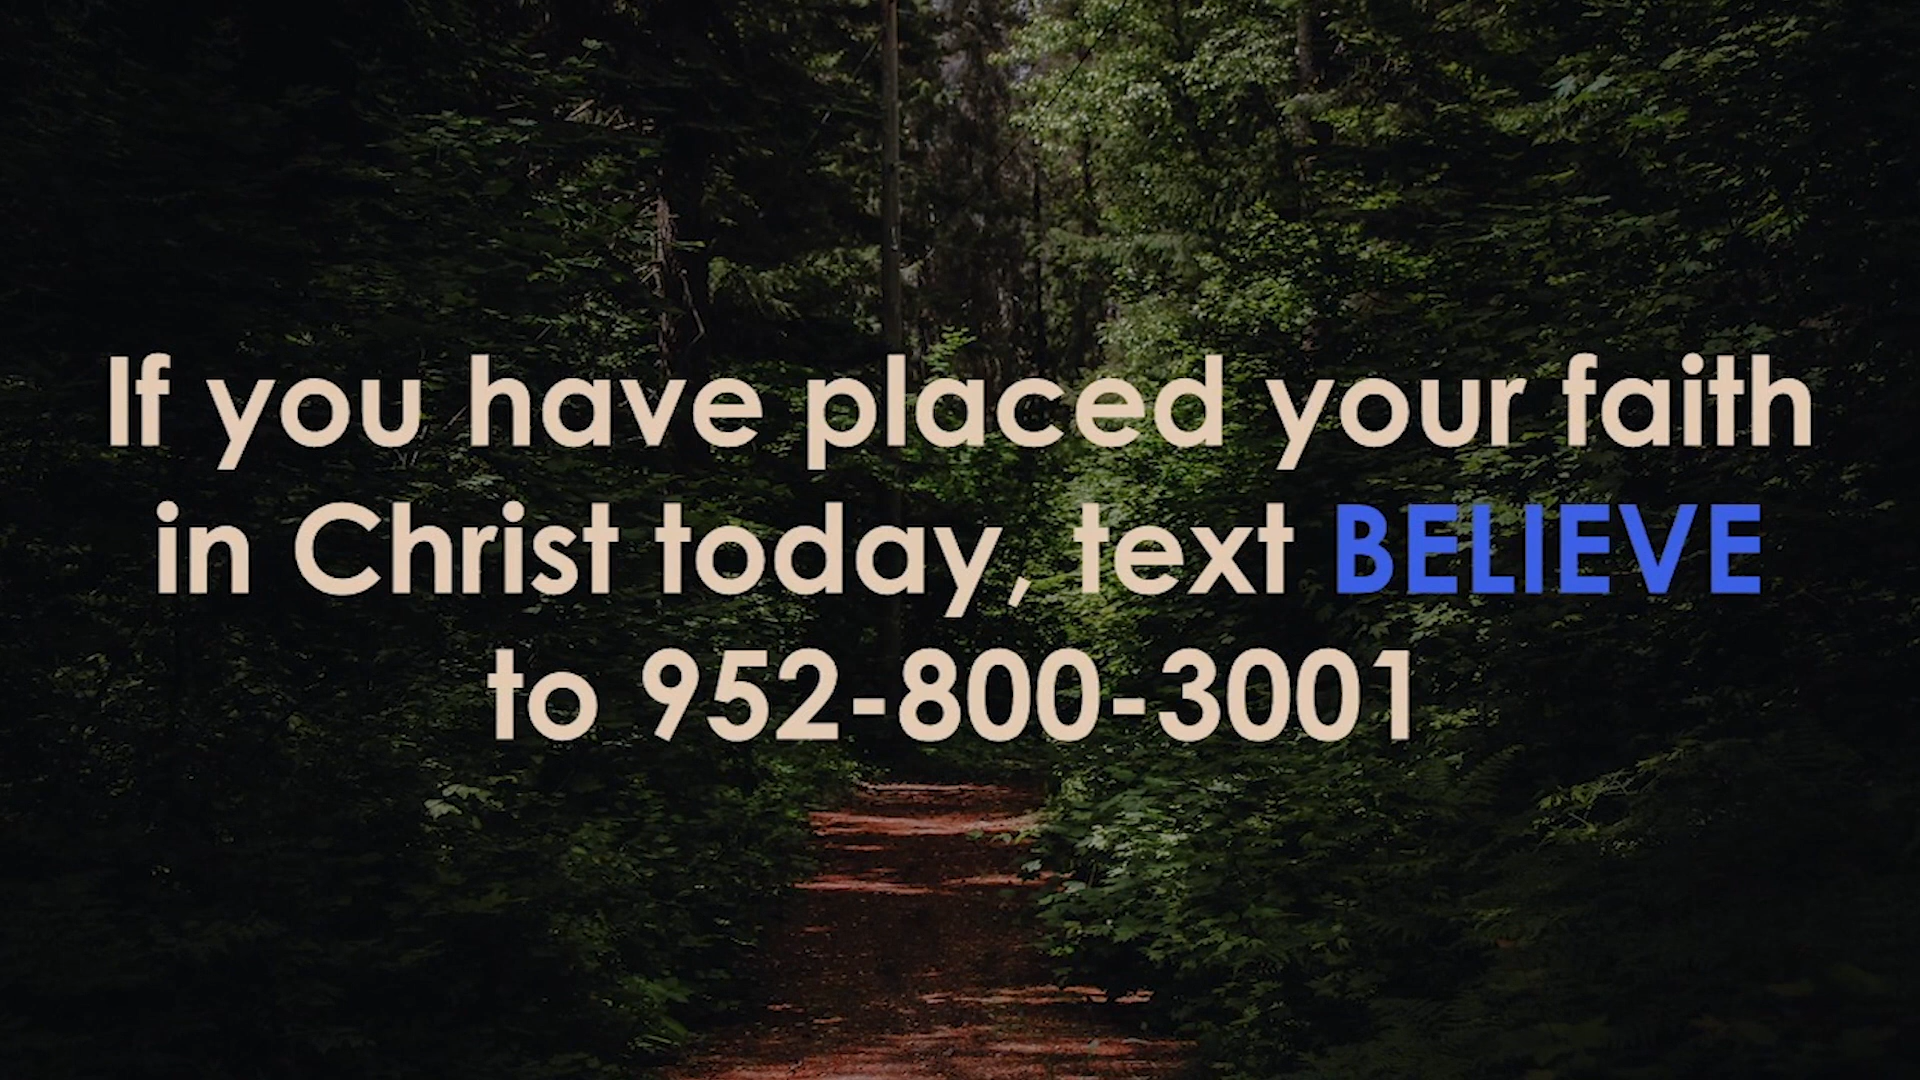 If you have placed your faith
in Christ today, text BELIEVE
to 952-800-3001